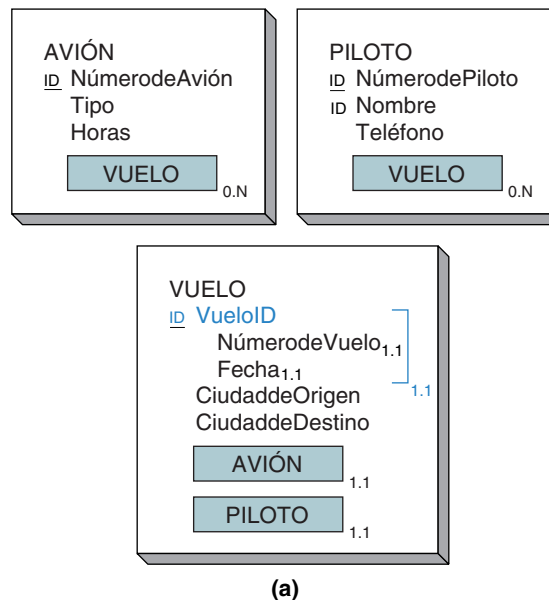 AVIÓN
ID NúmerodeAvión
Tipo
Horas
VUELO
0.N
PILOTO
ID NúmerodePiloto
ID Nombre
Teléfono
VUELO
0.N
VUELO
ID VueloID
NúmerodeVuelo1.1
Fecha1.1
1.1
CiudaddeOrigen
CiudaddeDestino
AVIÓN
1.1
PILOTO
1.1
(a)